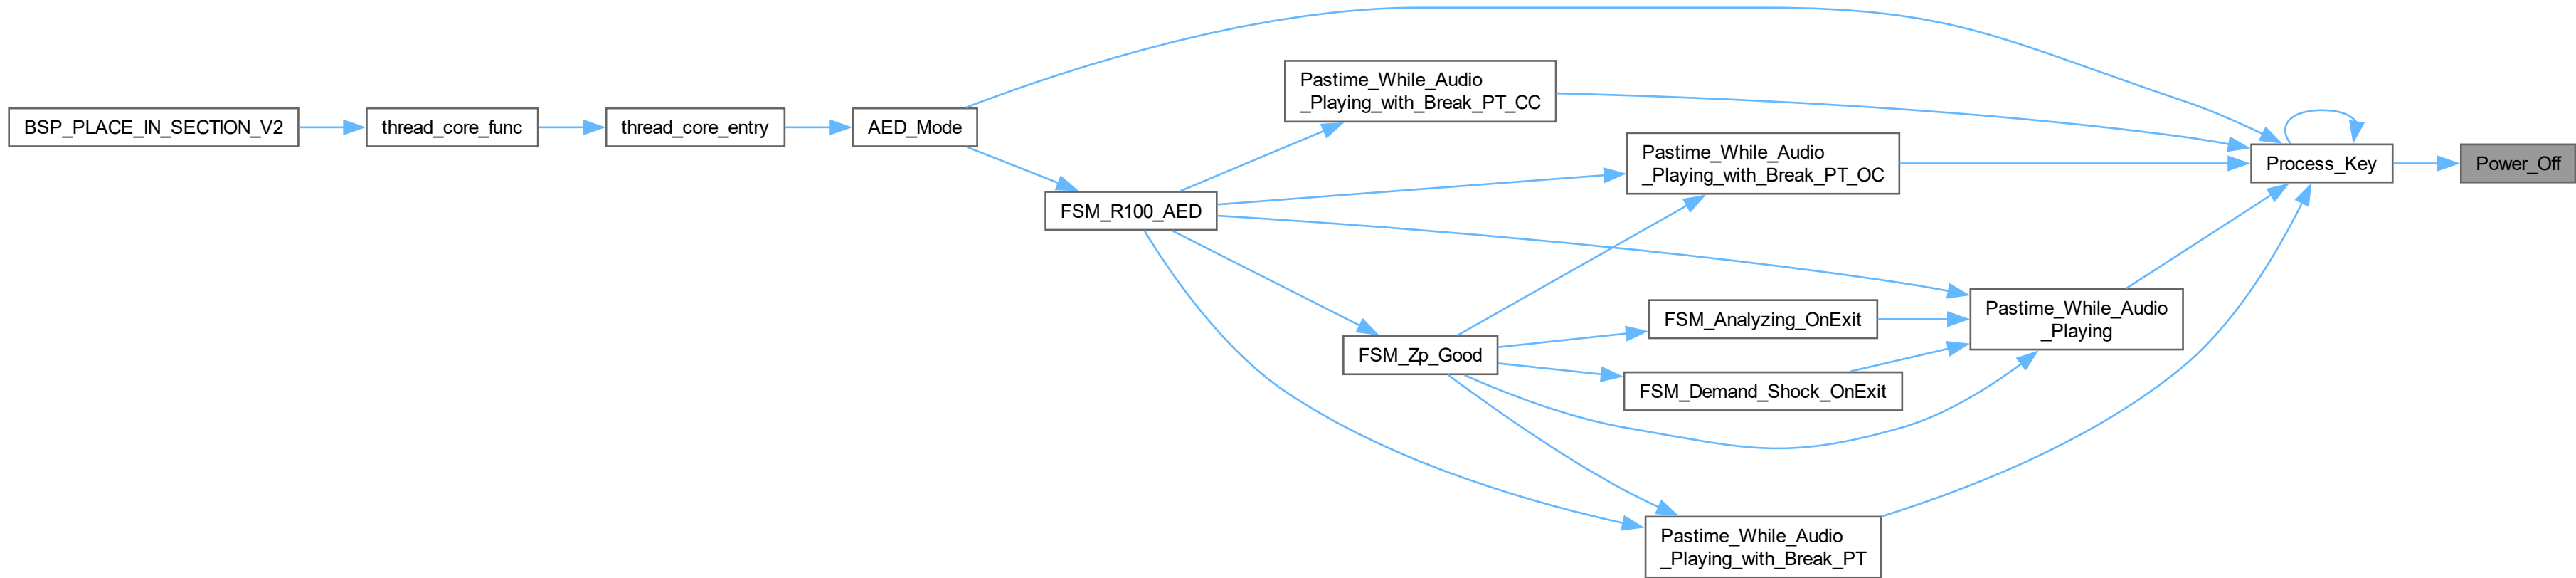 BSP_PLACE_IN_SECTION_V2
thread_core_func
thread_core_entry
AED_Mode
FSM_R100_AED
Pastime_While_Audio
_Playing_with_Break_PT_CC
Pastime_While_Audio
_Playing_with_Break_PT_OC
FSM_Zp_Good
FSM_Analyzing_OnExit
FSM_Demand_Shock_OnExit
Pastime_While_Audio
_Playing
Pastime_While_Audio
_Playing_with_Break_PT
Process_Key
Power_Off